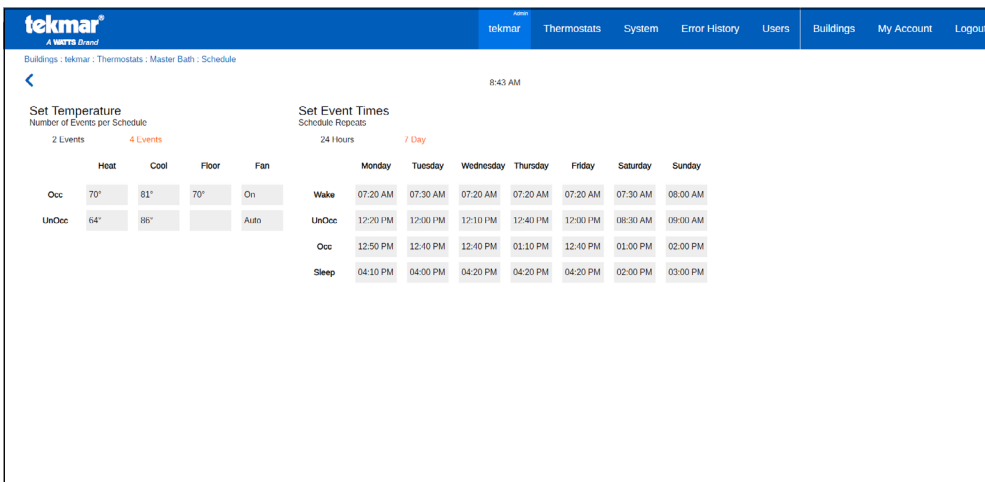 Admin
tekmar® tekmar Thermostats System Error History Users Buildings My Account Logout
A WATTS Brand
Buildings : tekmar : Thermostats : Master Bath : Schedule
8:43 AM
Set Temperature Set Event Times
Number of Events per Schedule Schedule Repeats
2 Events 4 Events 24 Hours 7 Day
Heat Cool Floor Fan Monday Tuesday Wednesday Thursday Friday Saturday Sunday
Occ 70° 81° 70° On Wake 07:20 AM 07:30 AM 07:20 AM 07:20 AM 07:20 AM 07:30 AM 08:00 AM
UnOcc 64° 86° Auto UnOcc 12:20 PM 12:00 PM 12:10 PM 12:40 PM 12:00 PM 08:30 AM 09:00 AM
Occ 12:50 PM 12:40 PM 12:40 PM 01:10 PM 12:40 PM 01:00 PM 02:00 PM
Sleep 04:10 PM 04:00 PM 04:20 PM 04:20 PM 04:20 PM 02:00 PM 03:00 PM